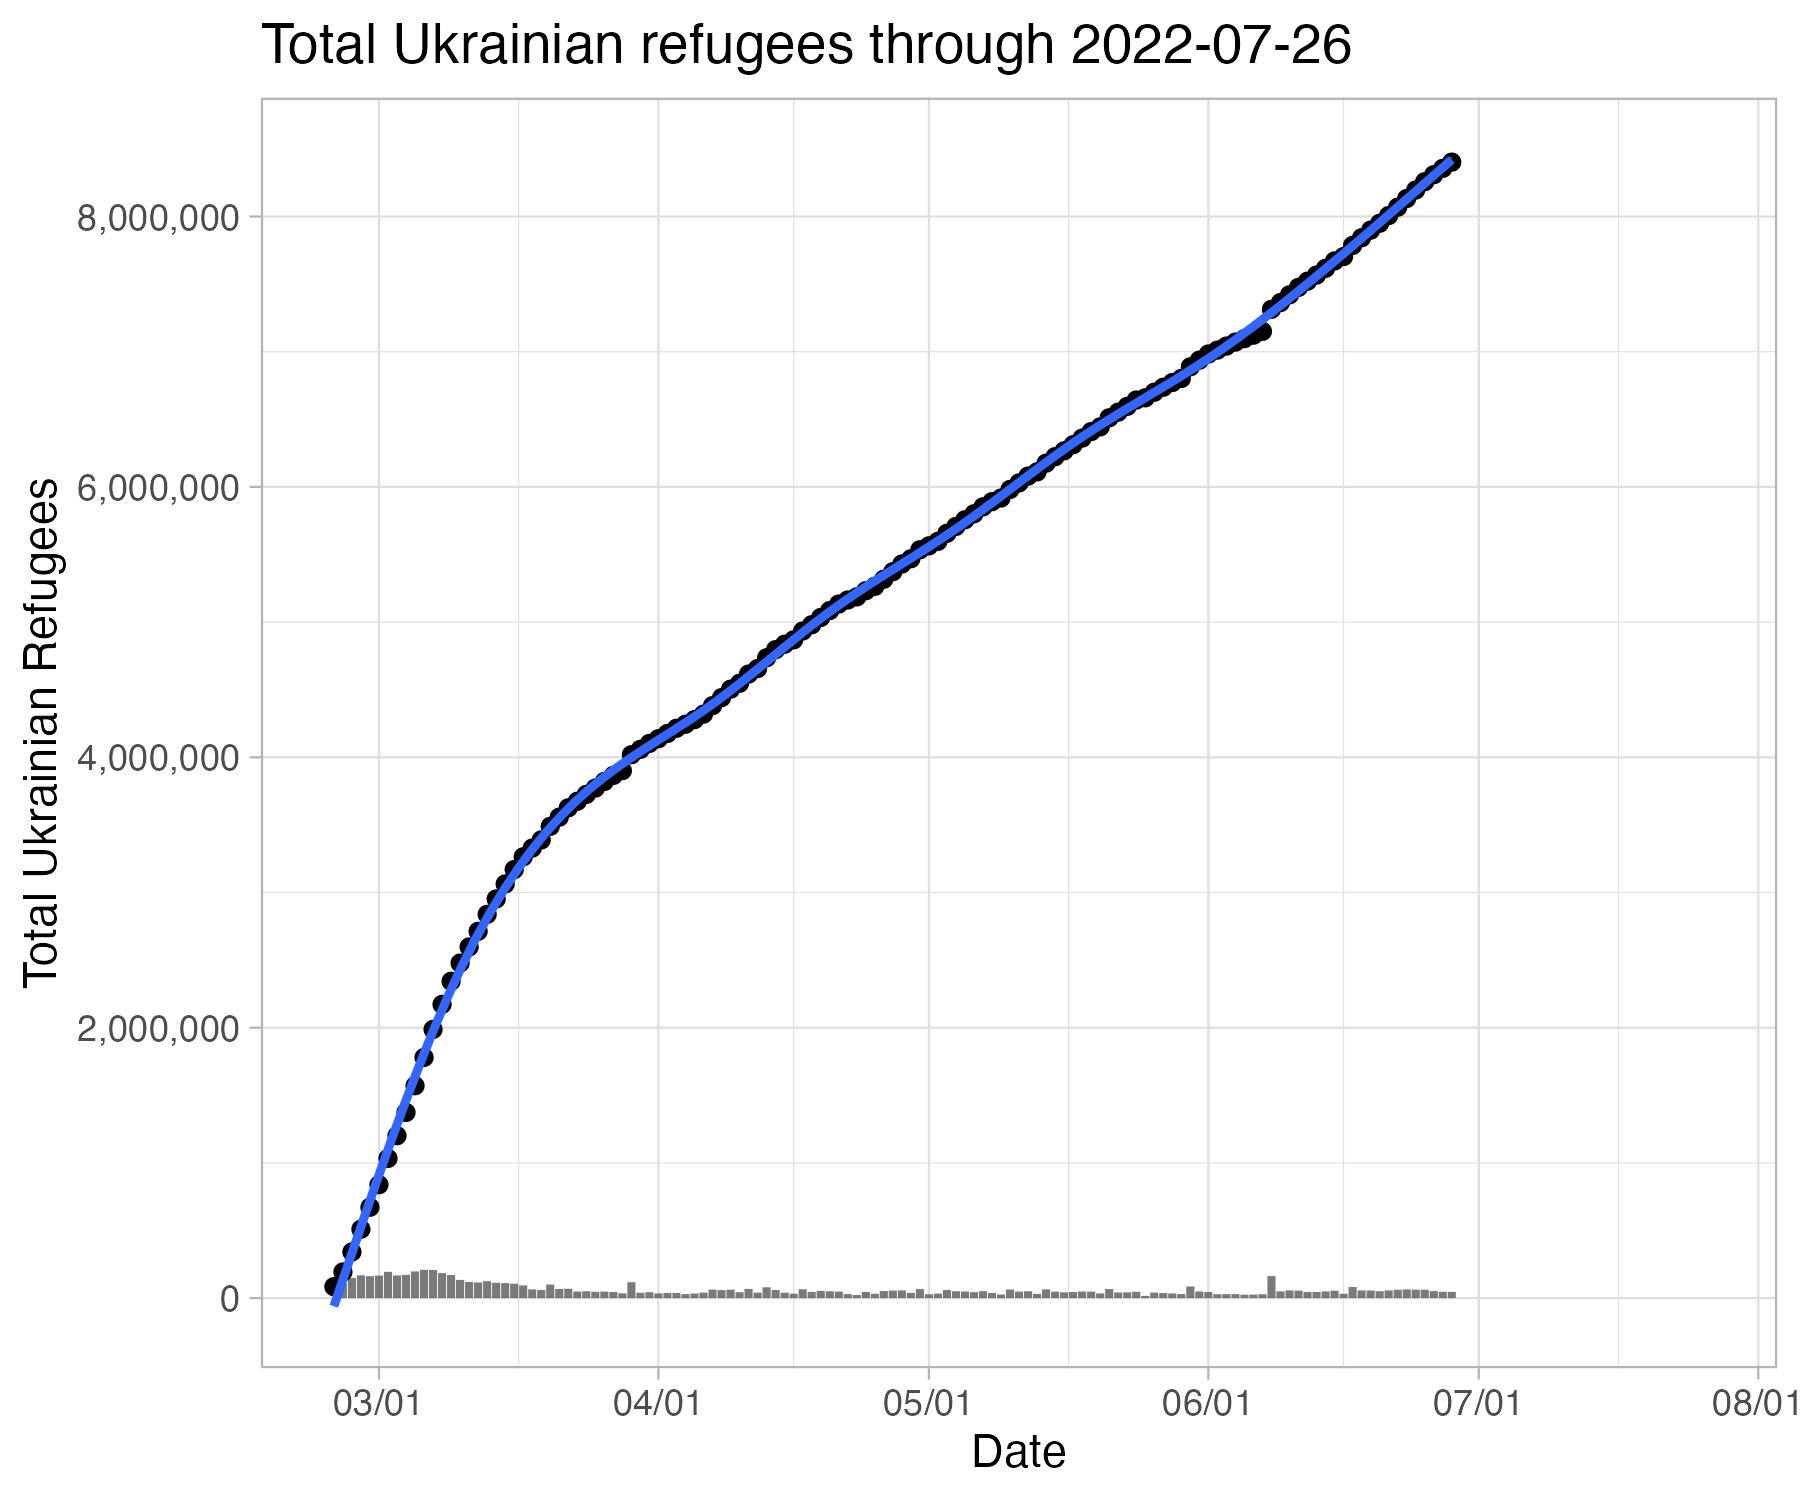 Total Ukrainian refugees through 2022-07-26
Total Ukrainian Refugees
8,000,000
6,000,000
4,000,000
2,000,000
0
03/01 04/01 05/01 06/01 07/01 08/01
Date